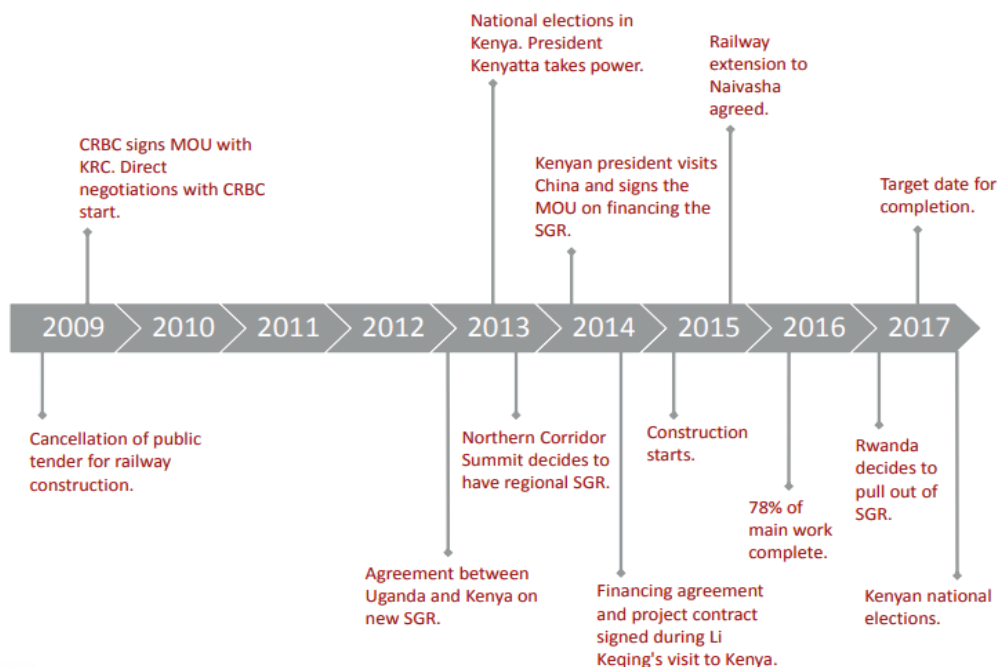 National elections in
Kenya. President
Kenyatta takes power.
Railway
extension to
Naivasha
agreed.
CRBC signs MOU with
KRC. Direct
negotiations with CRBC
start.
Kenyan president visits
China and signs the
MOU on financing the
SGR.
Target date for
completion.
2009
2010
2011
2012
2013
2014
2015
2016
2017
Cancellation of public
tender for railway
construction.
Northern Corridor
Summit decides to
have regional SGR.
Construction
starts.
Rwanda
decides to
pull out of
SGR.
78% of
main work
complete.
Agreement between
Uganda and Kenya on
new SGR.
Financing agreement
and project contract
signed during Li
Keqing's visit to Kenya.
Kenyan national
elections.